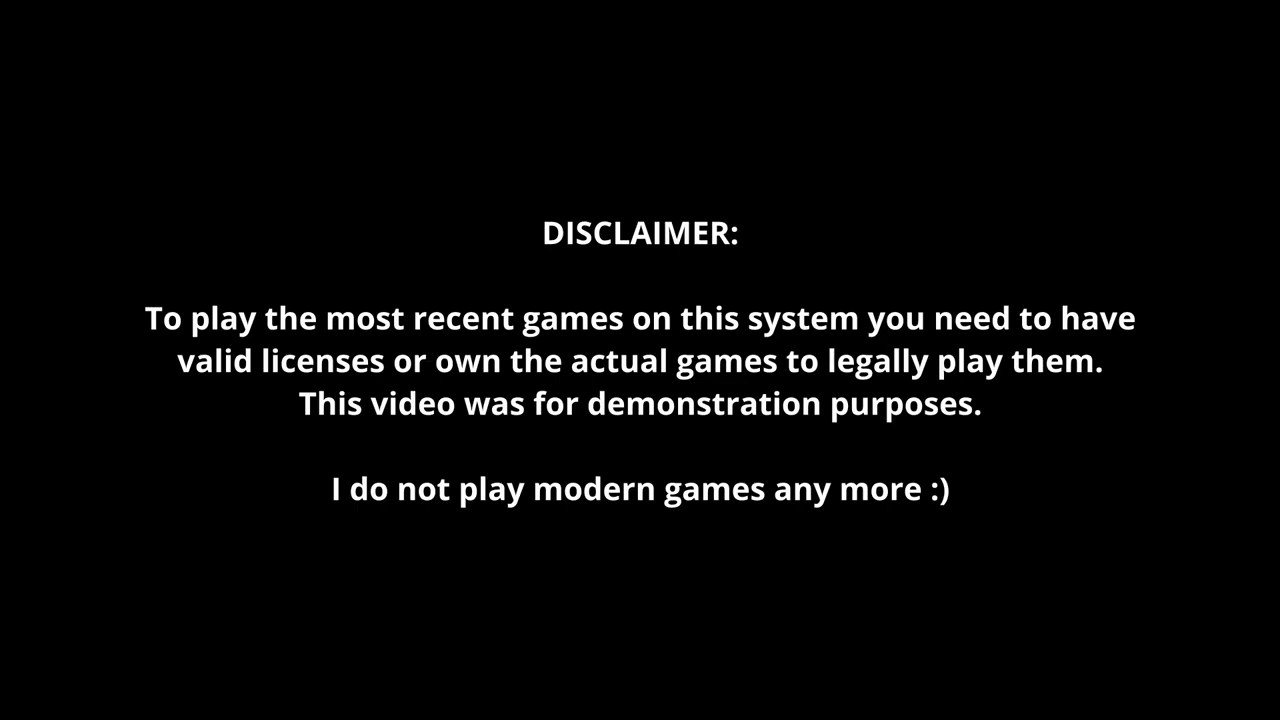 DISCLAIMER:
To play the most recent games on this system you need to have
valid licenses or own the actual games to legally play them.
This video was for demonstration purposes.
I do not play modern games any more :)